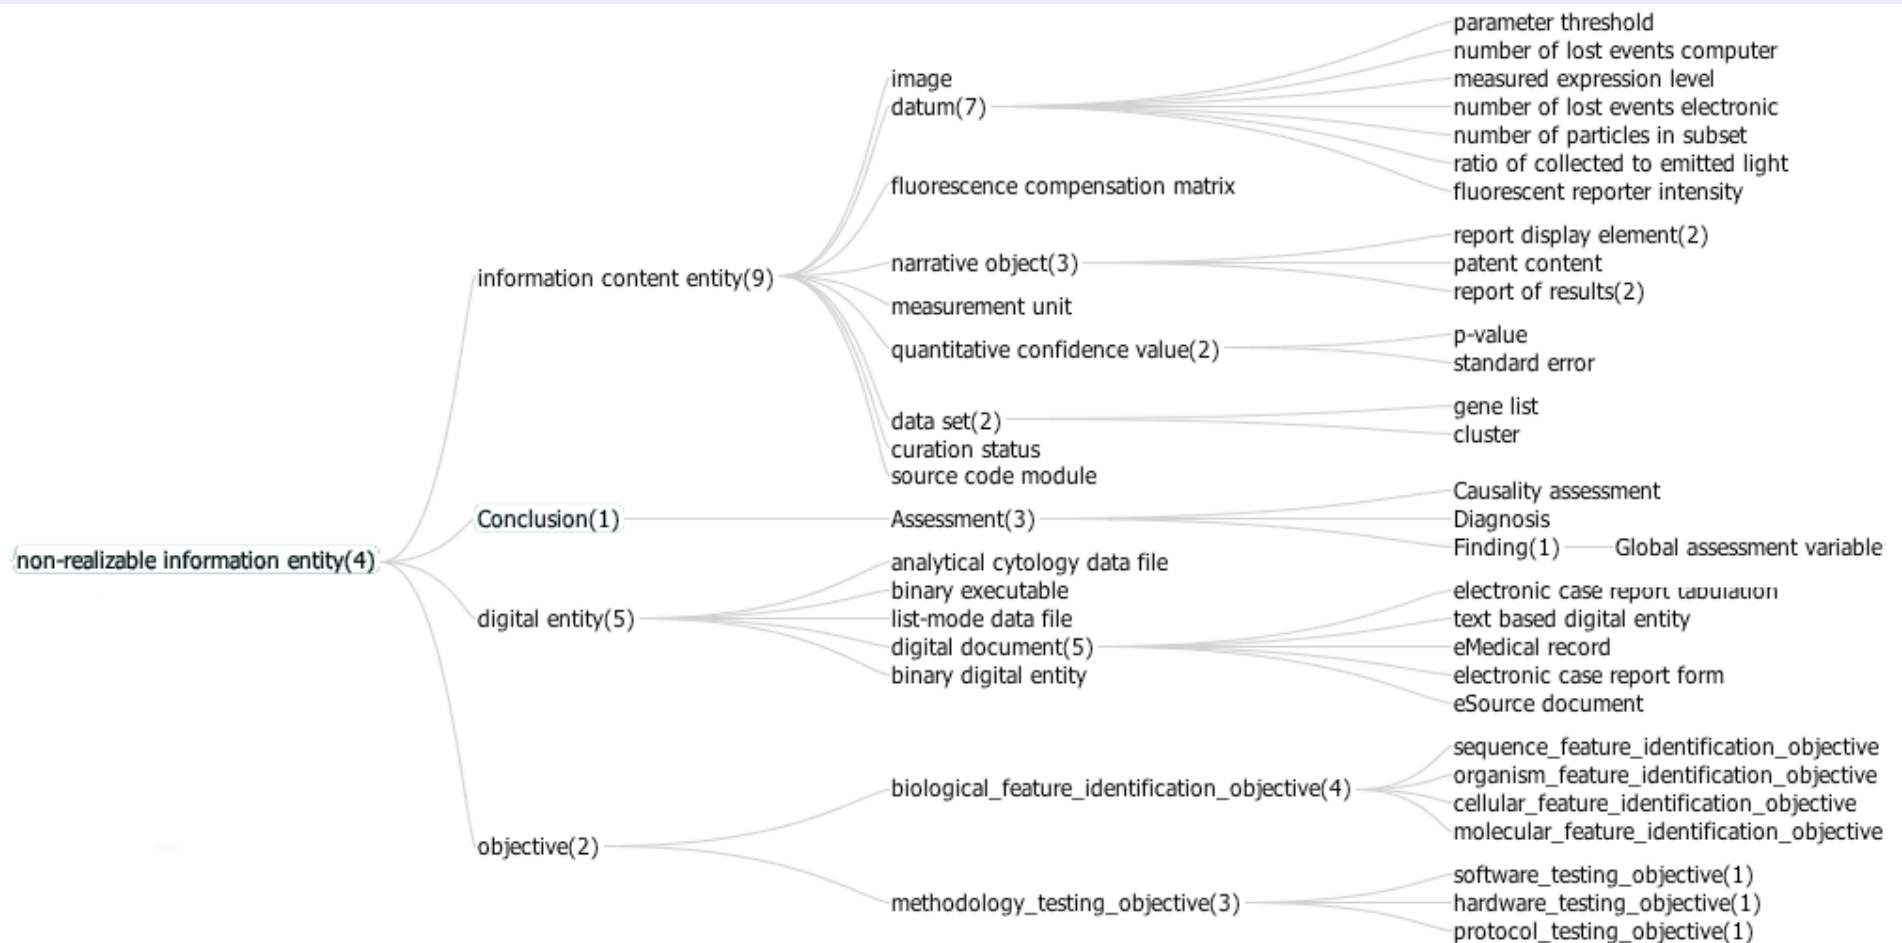 non-realizable information entity(4)
information content entity(9)
image
datum(7)
parameter threshold
number of lost events computer
measured expression level
number of lost events electronic
number of particles in subset
ratio of collected to emitted light
fluorescent reporter intensity
fluorescence compensation matrix
narrative object(3)
report display element(2)
patent content
report of results(2)
measurement unit
quantitative confidence value(2)
p-value
standard error
data set(2)
gene list
cluster
curation status
source code module
Conclusion(1)
Assessment(3)
Causality assessment
Diagnosis
Finding(1)
Global assessment variable
digital entity(5)
analytical cytology data file
binary executable
list-mode data file
digital document(5)
electronic case report tabulation
text based digital entity
eMedical record
electronic case report form
eSource document
binary digital entity
objective(2)
biological_feature_identification_objective(4)
sequence_feature_identification_objective
organism_feature_identification_objective
cellular_feature_identification_objective
molecular_feature_identification_objective
methodology_testing_objective(3)
software_testing_objective(1)
hardware_testing_objective(1)
protocol_testing_objective(1)